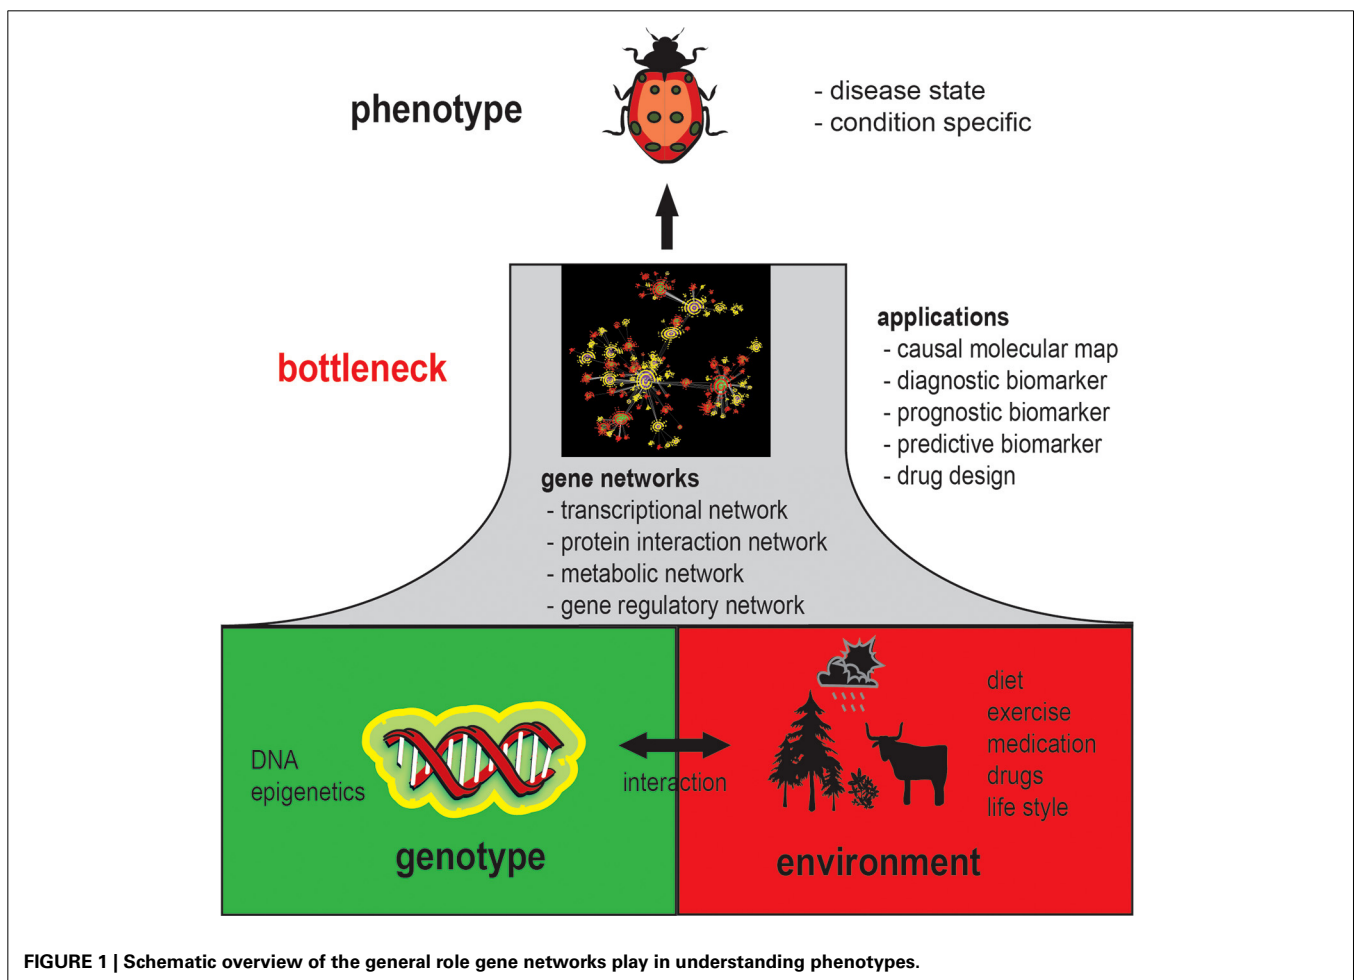 phenotype
- disease state
- condition specific
bottleneck
applications
- causal molecular map
- diagnostic biomarker
- prognostic biomarker
- predictive biomarker
- drug design
gene networks
- transcriptional network
- protein interaction network
- metabolic network
- gene regulatory network
DNA
epigenetics
genotype
interaction
diet
exercise
medication
drugs
life style
environment
FIGURE 1 | Schematic overview of the general role gene networks play in understanding phenotypes.